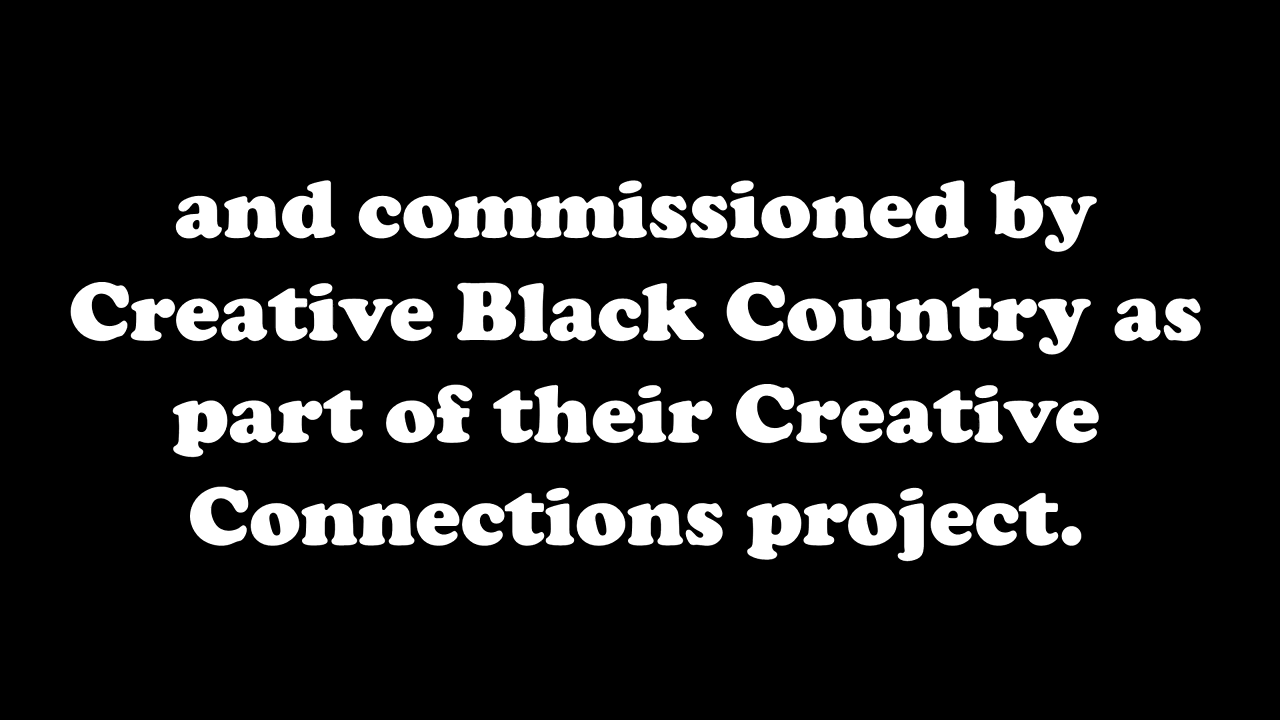 and commissioned by
Creative Black Country as
part of their Creative
Connections project.